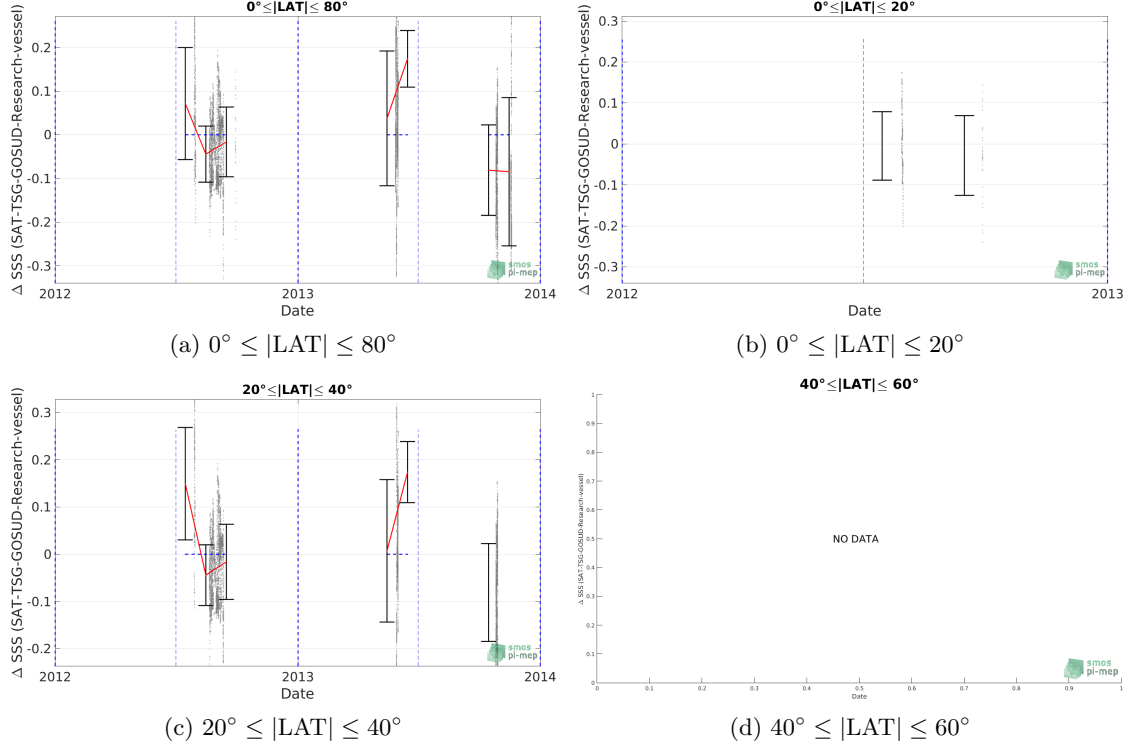 0°≤|LAT|≤ 80°
Δ SSS (SAT-TSG-GOSUD-Research-vessel)
0.2
0.1
0
-0.1
-0.2
-0.3
2012
2013
2014
Date
smos
pi-mep
(a) 0° ≤ |LAT| ≤ 80°
0°≤|LAT|≤ 20°
Δ SSS (SAT-TSG-GOSUD-Research-vessel)
0.3
0.2
0.1
0
-0.1
-0.2
-0.3
2012
2013
Date
smos
pi-mep
(b) 0° ≤ |LAT| ≤ 20°
20°≤|LAT|≤ 40°
Δ SSS (SAT-TSG-GOSUD-Research-vessel)
0.3
0.2
0.1
0
-0.1
-0.2
2012
2013
2014
Date
smos
pi-mep
(c) 20° ≤ |LAT| ≤ 40°
40°≤|LAT|≤ 60°
Δ SSS (SAT-TSG-GOSUD-Research-vessel)
1
0.9
0.8
0.7
0.6
0.5
0.4
0.3
0.2
0.1
0
NO DATA
0 0.1 0.2 0.3 0.4 0.5 0.6 0.7 0.8 0.9 1
Date
smos
pi-mep
(d) 40° ≤ |LAT| ≤ 60°